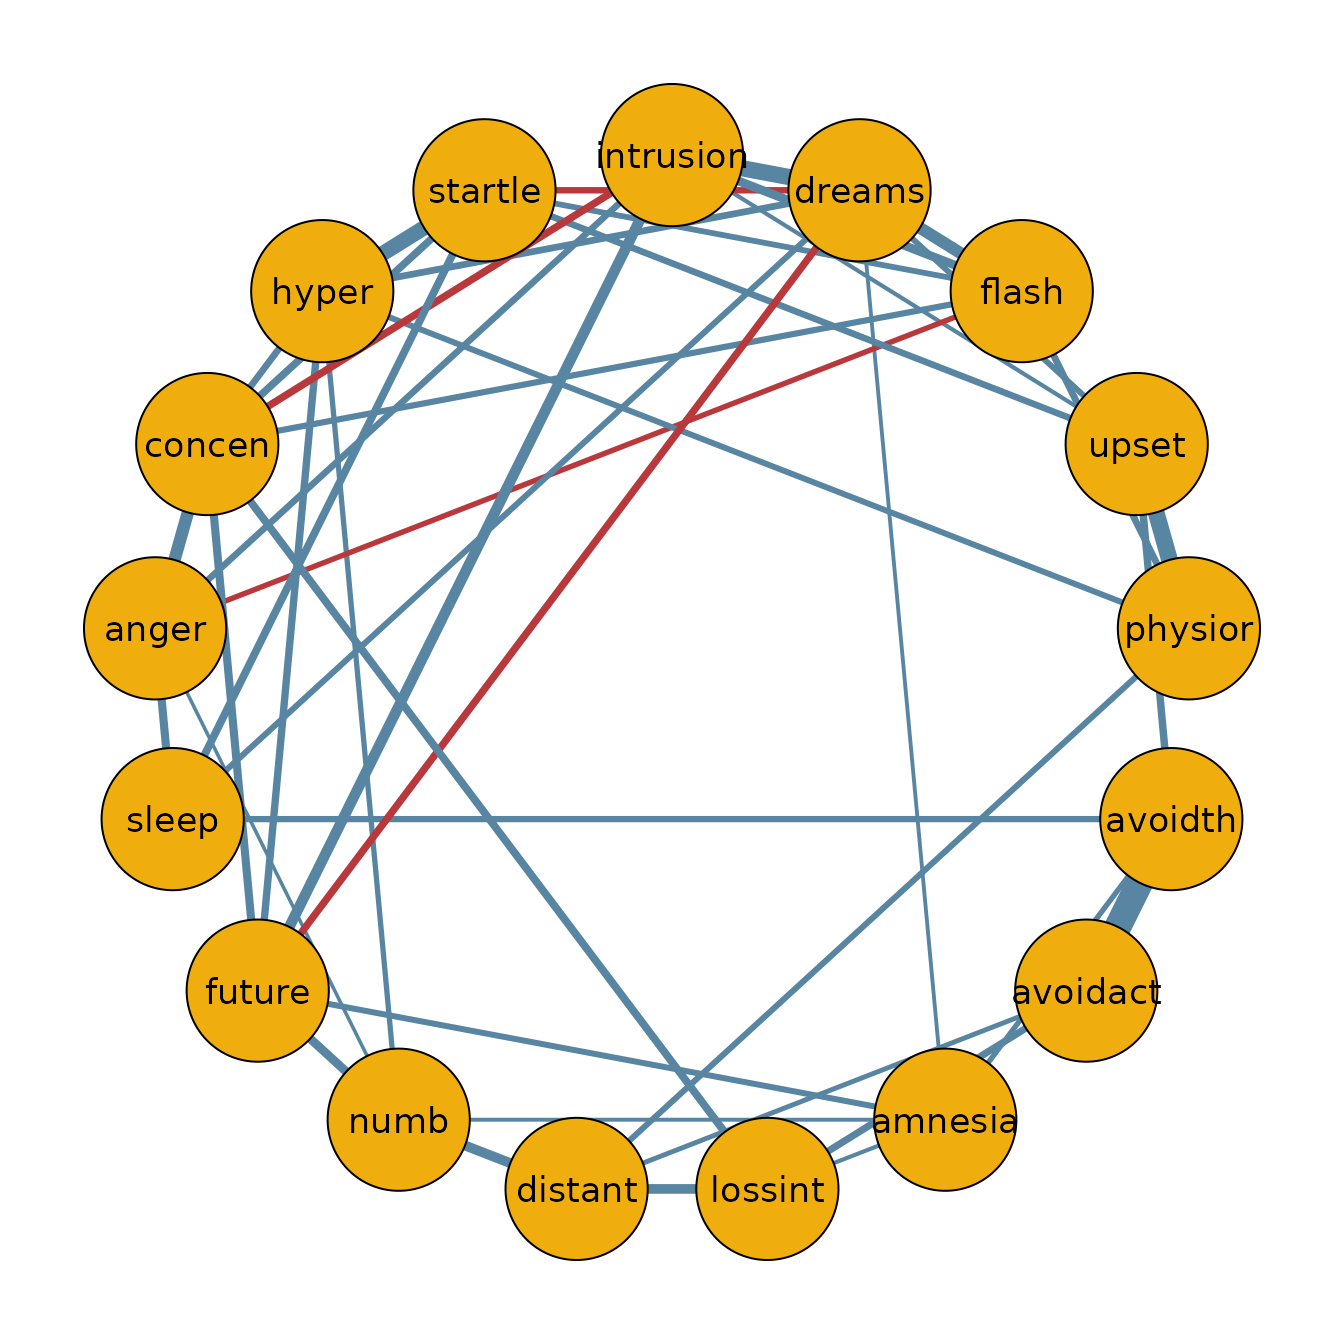 intrusion
startle
dreams
hyper
flash
concen
upset
anger
physior
sleep
avoidth
future
avoidact
numb
amnesia
distant
lossint